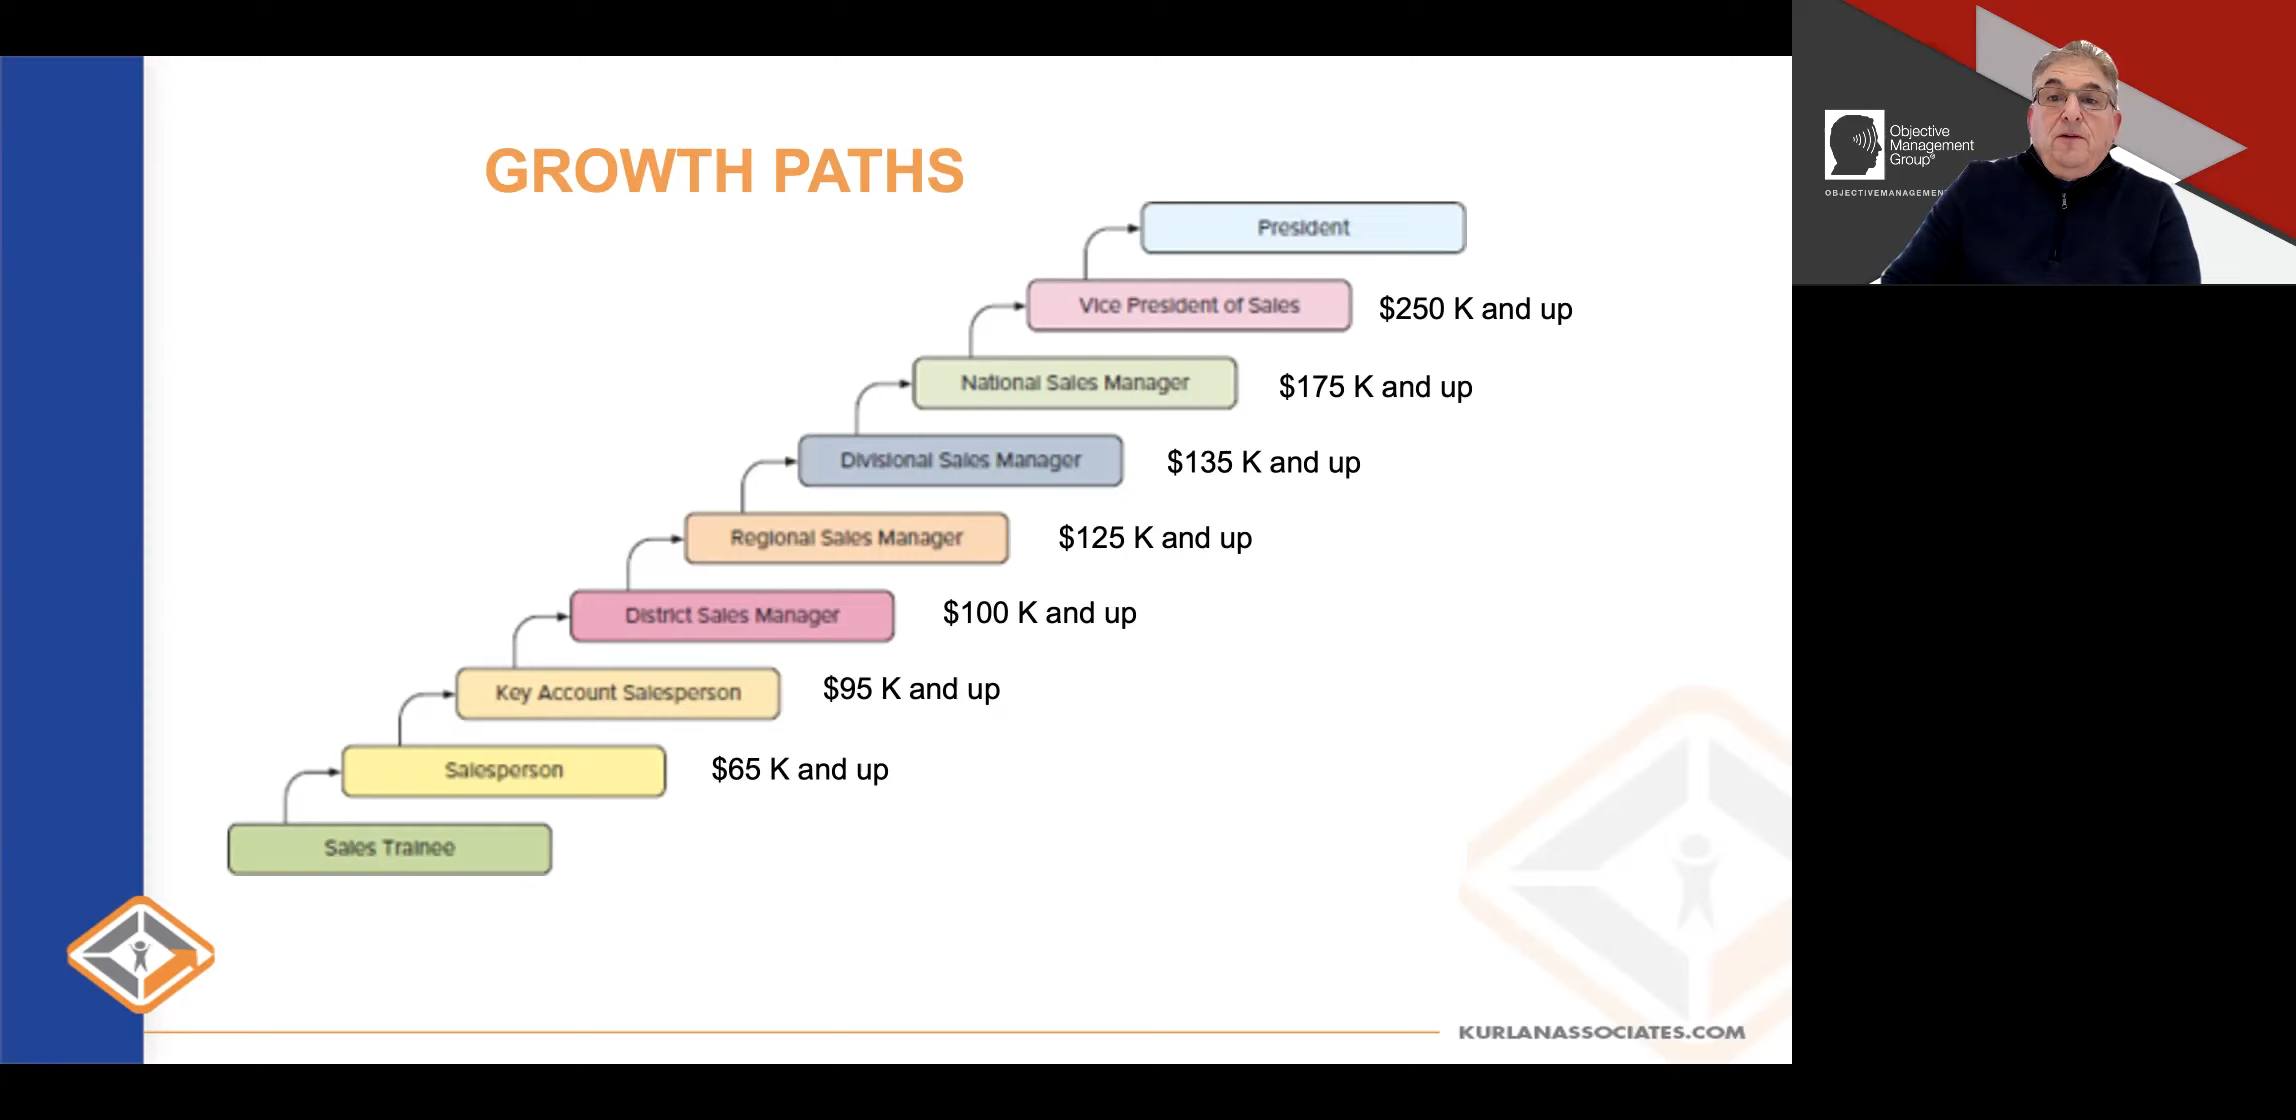 GROWTH PATHS
President
Vice President of Sales
$250 K and up
National Sales Manager
$175 K and up
Divisional Sales Manager
$135 K and up
Regional Sales Manager
$125 K and up
District Sales Manager
$100 K and up
Key Account Salesperson
$95 K and up
Salesperson
$65 K and up
Sales Trainee
KURLANASSOCIATES.COM
Objective
Management
Group®
OBJECTIVEMANAGEMEN